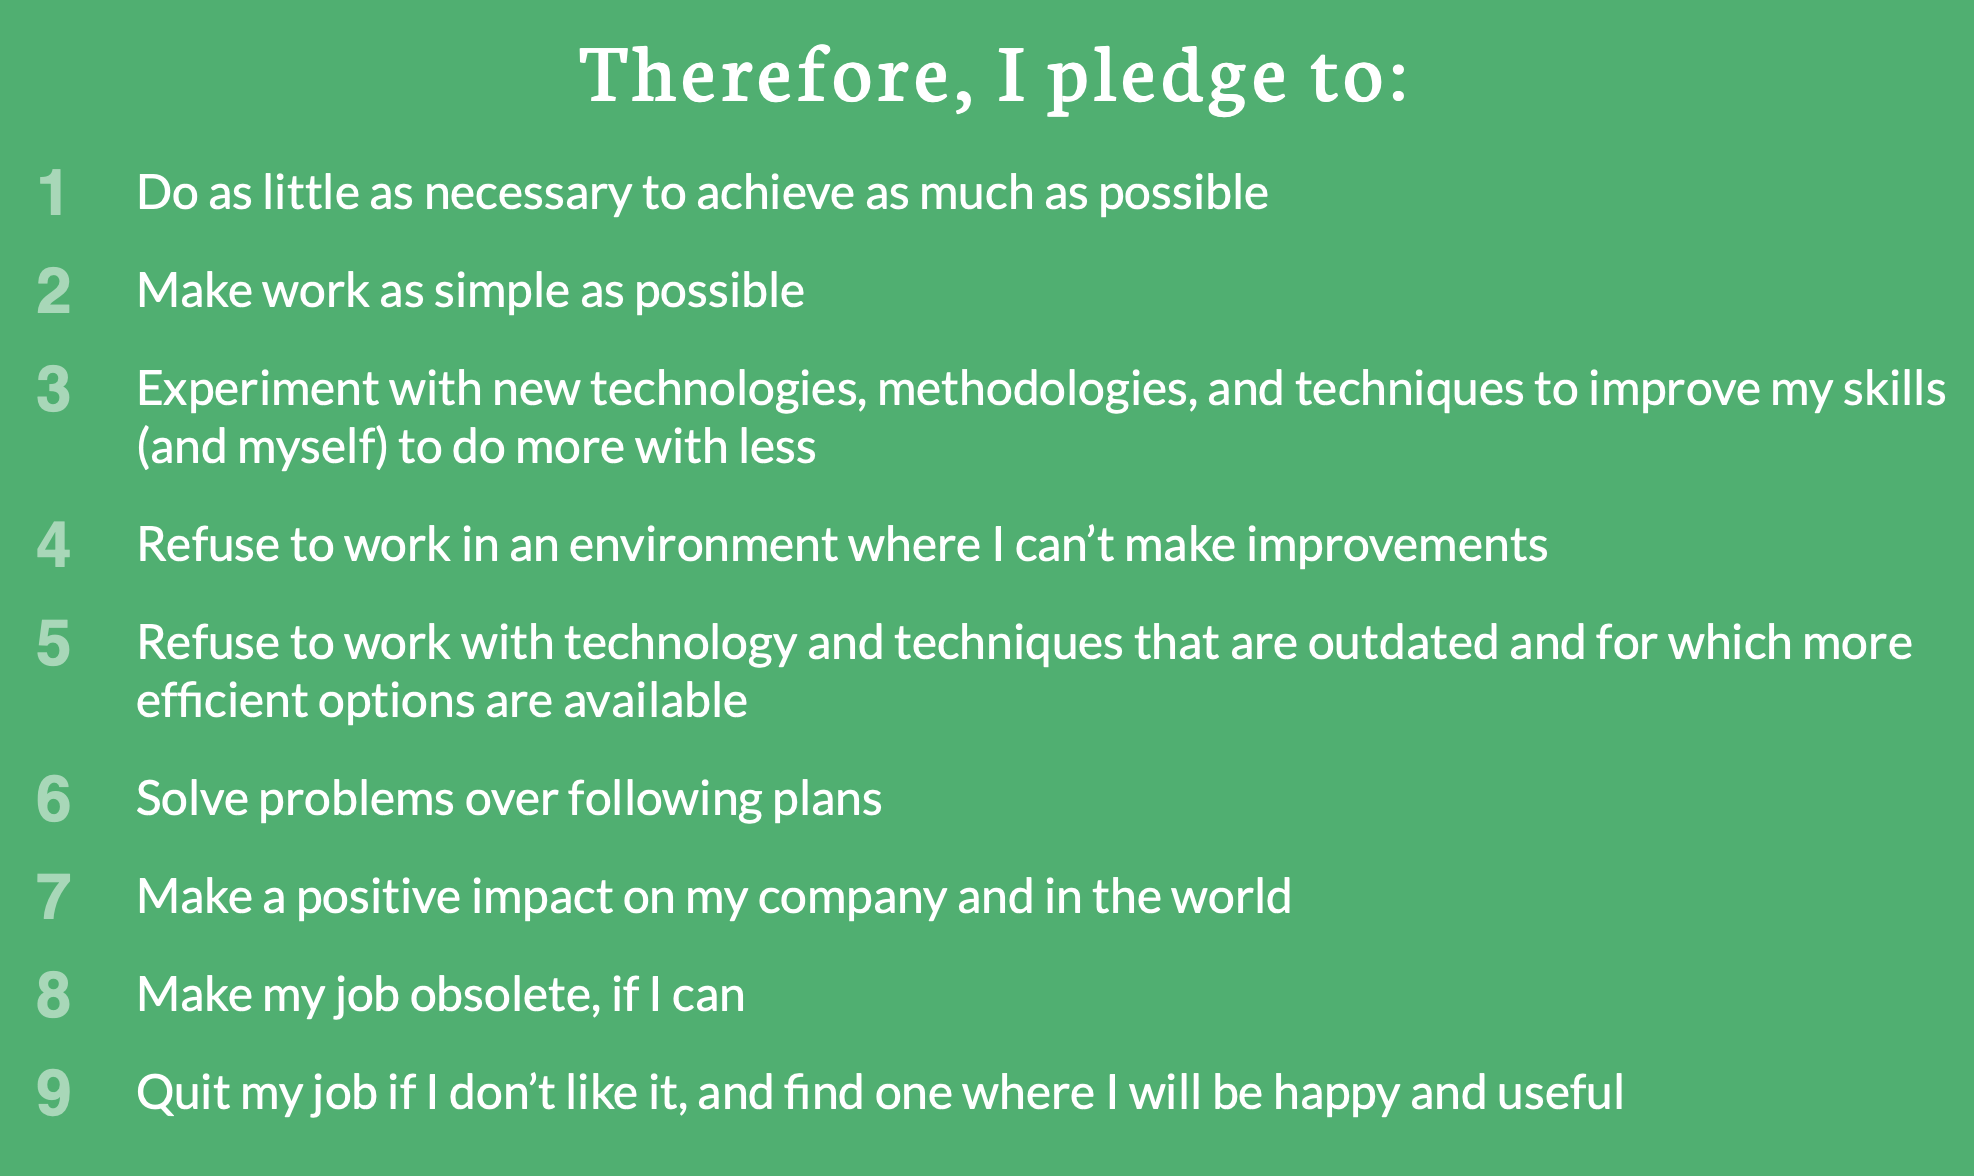 Therefore, I pledge to:
1 Do as little as necessary to achieve as much as possible
2 Make work as simple as possible
3 Experiment with new technologies, methodologies, and techniques to improve my skills
(and myself) to do more with less
4 Refuse to work in an environment where I can’t make improvements
5 Refuse to work with technology and techniques that are outdated and for which more
efficient options are available
6 Solve problems over following plans
7 Make a positive impact on my company and in the world
8 Make my job obsolete, if I can
9 Quit my job if I don’t like it, and find one where I will be happy and useful